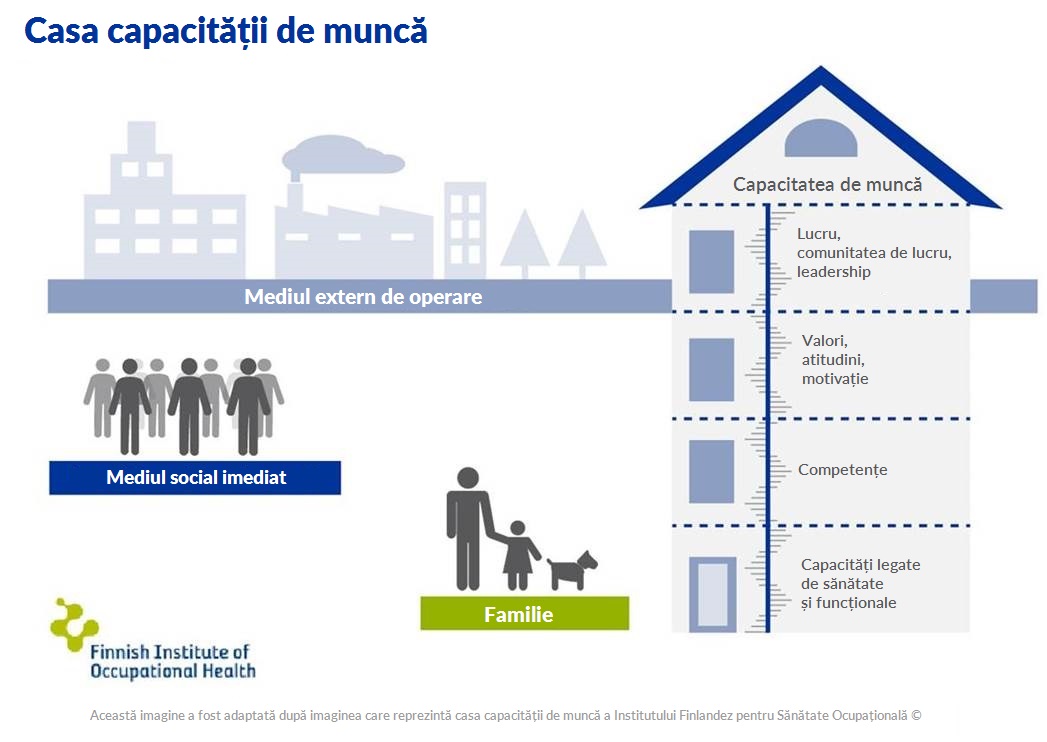 Casa capacității de muncă
Capacitatea de muncă
Lucru,
comunitatea de lucru,
leadership
Mediul extern de operare
Valori,
atitudini,
motivație
Mediul social imediat
Competențe
Capacități legate
de sănătate
și funcționale
Familie
Finnish Institute of
Occupational Health
Această imagine a fost adaptată după imaginea care reprezintă casa capacității de muncă a Institutului Finlandez pentru Sănătate Ocupațională ©